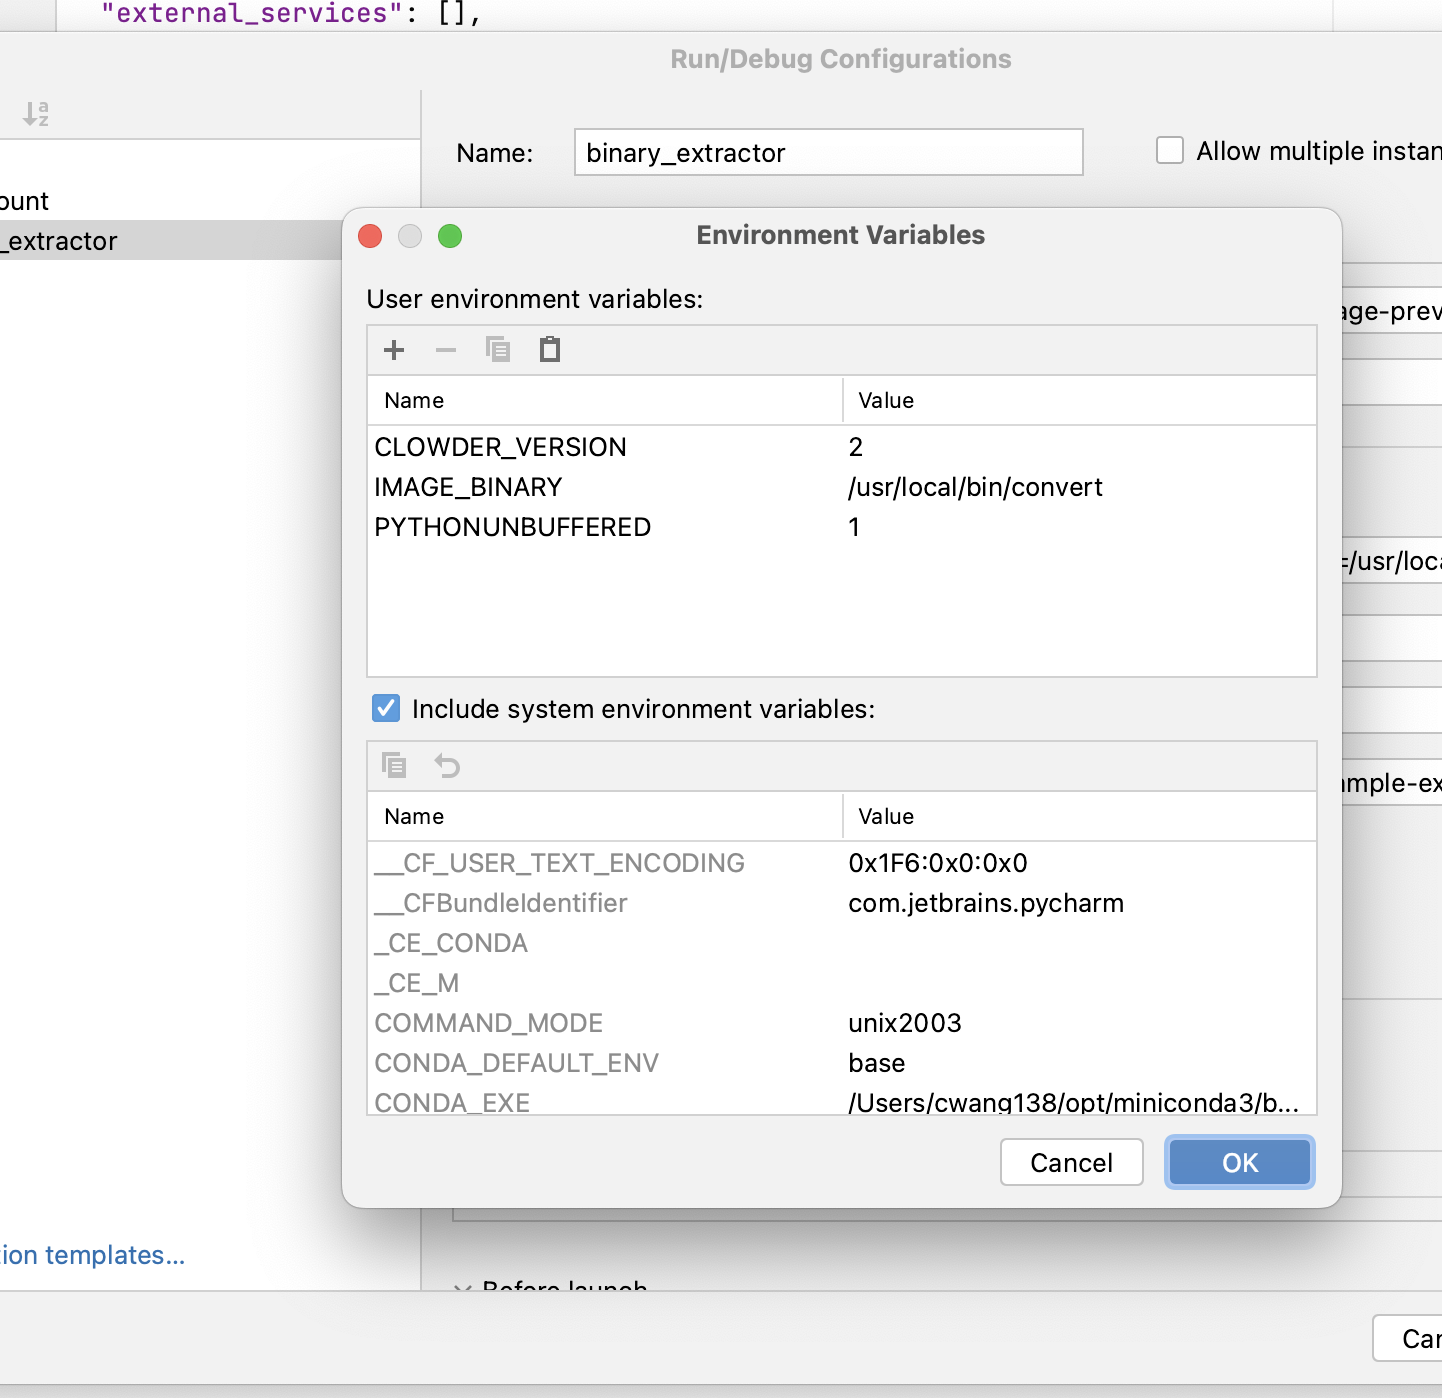 "external_services": [],
Run/Debug Configurations
Name:
binary_extractor
Allow multiple instan
ount
_extractor
Environment Variables
User environment variables:
age-prev
Name
Value
CLOWDER_VERSION
2
IMAGE_BINARY
/usr/local/bin/convert
PYTHONUNBUFFERED
1
=/usr/loca
Include system environment variables:
ample-ex
Name
Value
__CF_USER_TEXT_ENCODING
0x1F6:0x0:0x0
__CFBundleIdentifier
com.jetbrains.pycharm
_CE_CONDA
_CE_M
COMMAND_MODE
unix2003
CONDA_DEFAULT_ENV
base
CONDA_EXE
/Users/cwang138/opt/miniconda3/b...
Cancel
OK
tion templates...
Before launch
Can